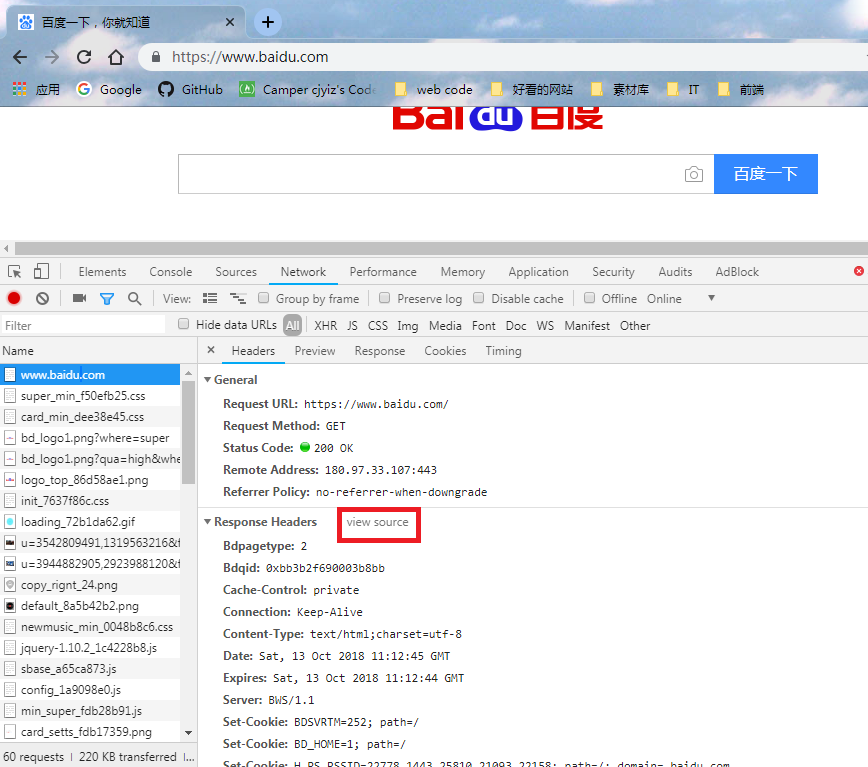 百度一下，你就知道
https://www.baidu.com
应用 Google GitHub Camper cjyiz's Code web code 好看的网站 素材库 IT 前端
Bai du 百度
百度一下
Elements Console Sources Network Performance Memory Application Security Audits AdBlock
View: Group by frame Preserve log Disable cache Offline Online
Filter Hide data URLs All XHR JS CSS Img Media Font Doc WS Manifest Other
Name
Headers Preview Response Cookies Timing
www.baidu.com
super_min_f50efb25.css
card_min_dee38e45.css
bd_logo1.png?where=super
bd_logo1.png?qua=high&whe
logo_top_86d58ae1.png
init_7637f86c.css
loading_72b1da62.gif
u=3542809491,1319563216&f
u=3944882905,2923988120&f
copy_rignt_24.png
default_8a5b42b2.png
newmusic_min_0048b8c6.css
jquery-1.10.2_1c4228b8.js
sbase_a65ca873.js
config_1a9098e0.js
min_super_fdb28b91.js
card_setts_fdb17359.png
60 requests | 220 KB transferred |...
General
Request URL: https://www.baidu.com/
Request Method: GET
Status Code: 200 OK
Remote Address: 180.97.33.107:443
Referrer Policy: no-referrer-when-downgrade
Response Headers view source
Bdpagetype: 2
Bdqid: 0xbb3b2f690003b8bb
Cache-Control: private
Connection: Keep-Alive
Content-Type: text/html;charset=utf-8
Date: Sat, 13 Oct 2018 11:12:45 GMT
Expires: Sat, 13 Oct 2018 11:12:44 GMT
Server: BWS/1.1
Set-Cookie: BDSVRTM=252; path=/
Set-Cookie: BD_HOME=1; path=/
Set-Cookie: H_PS_PSSID=22778_1443_25810_21093_22158; path=/; domain=.baidu.com